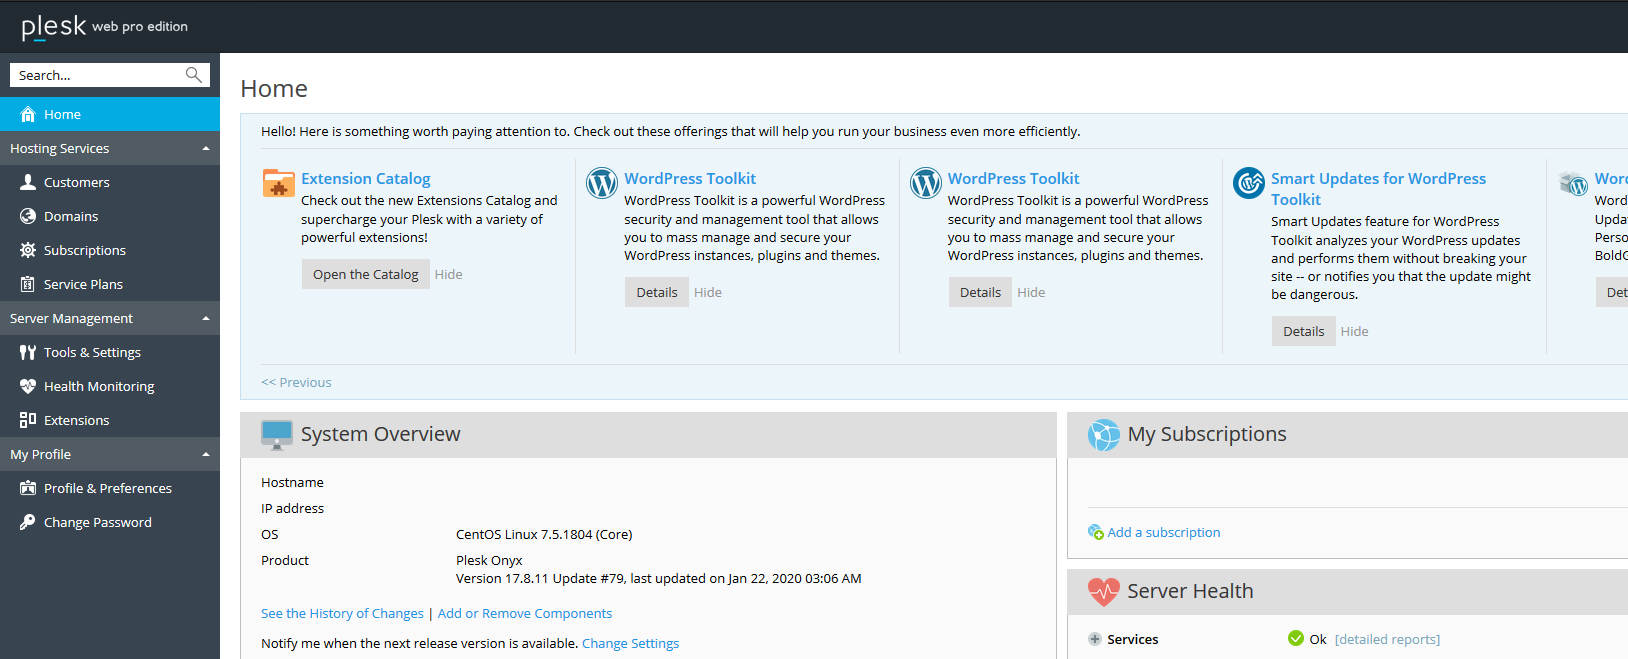 plesk web pro edition
Search...
Home
Hosting Services
Customers
Domains
Subscriptions
Service Plans
Server Management
Tools & Settings
Health Monitoring
Extensions
My Profile
Profile & Preferences
Change Password
Home
Hello! Here is something worth paying attention to. Check out these offerings that will help you run your business even more efficiently.
Extension Catalog
Check out the new Extensions Catalog and
supercharge your Plesk with a variety of
powerful extensions!
Open the Catalog Hide
WordPress Toolkit
WordPress Toolkit is a powerful WordPress
security and management tool that allows
you to mass manage and secure your
WordPress instances, plugins and themes.
Details Hide
WordPress Toolkit
WordPress Toolkit is a powerful WordPress
security and management tool that allows
you to mass manage and secure your
WordPress instances, plugins and themes.
Details Hide
Smart Updates for WordPress
Toolkit
Smart Updates feature for WordPress
Toolkit analyzes your WordPress updates
and performs them without breaking your
site -- or notifies you that the update might
be dangerous.
Details Hide
Word
Word
Upda
Perso
Bold
Det
<< Previous
System Overview
Hostname
IP address
OS CentOS Linux 7.5.1804 (Core)
Product Plesk Onyx
Version 17.8.11 Update #79, last updated on Jan 22, 2020 03:06 AM
See the History of Changes | Add or Remove Components
Notify me when the next release version is available. Change Settings
My Subscriptions
Add a subscription
Server Health
Services Ok [detailed reports]